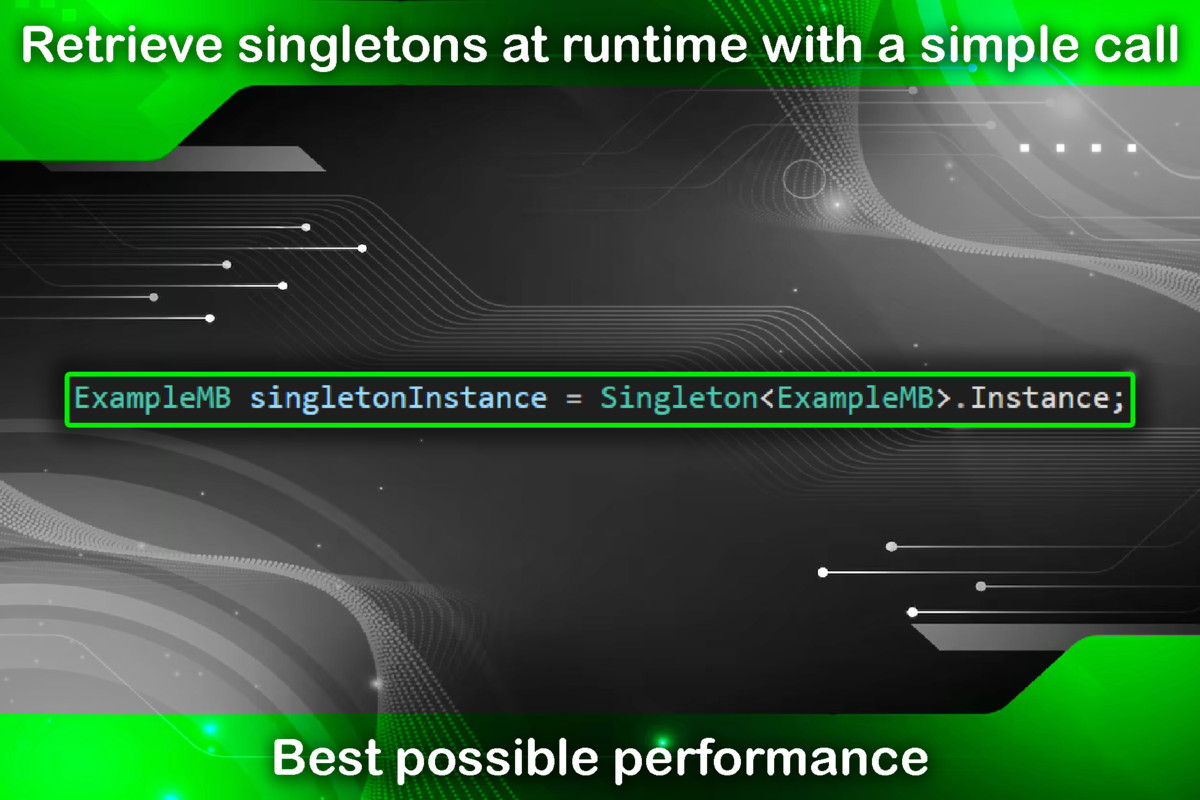 Retrieve singletons at runtime with a simple call
ExampleMB singletonInstance = Singleton<ExampleMB>.Instance;
Best possible performance